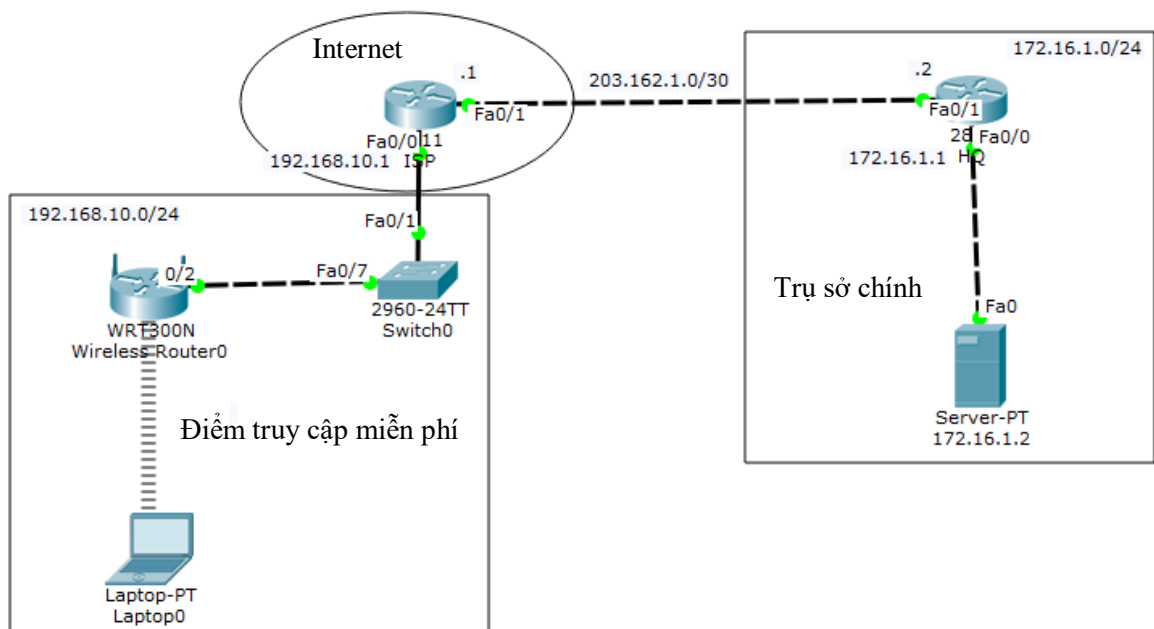 Internet
.1
203.162.1.0/30
Fa0/1
Fa0/0
11
192.168.10.1
ISP
172.16.1.0/24
.2
Fa0/1
28
Fa0/0
172.16.1.1
HQ
192.168.10.0/24
Fa0/1
0/2
Fa0/7
WRT300N
Wireless Router0
2960-24TT
Switch0
Điểm truy cập miễn phí
Laptop-PT
Laptop0
Trụ sở chính
Fa0
Server-PT
172.16.1.2